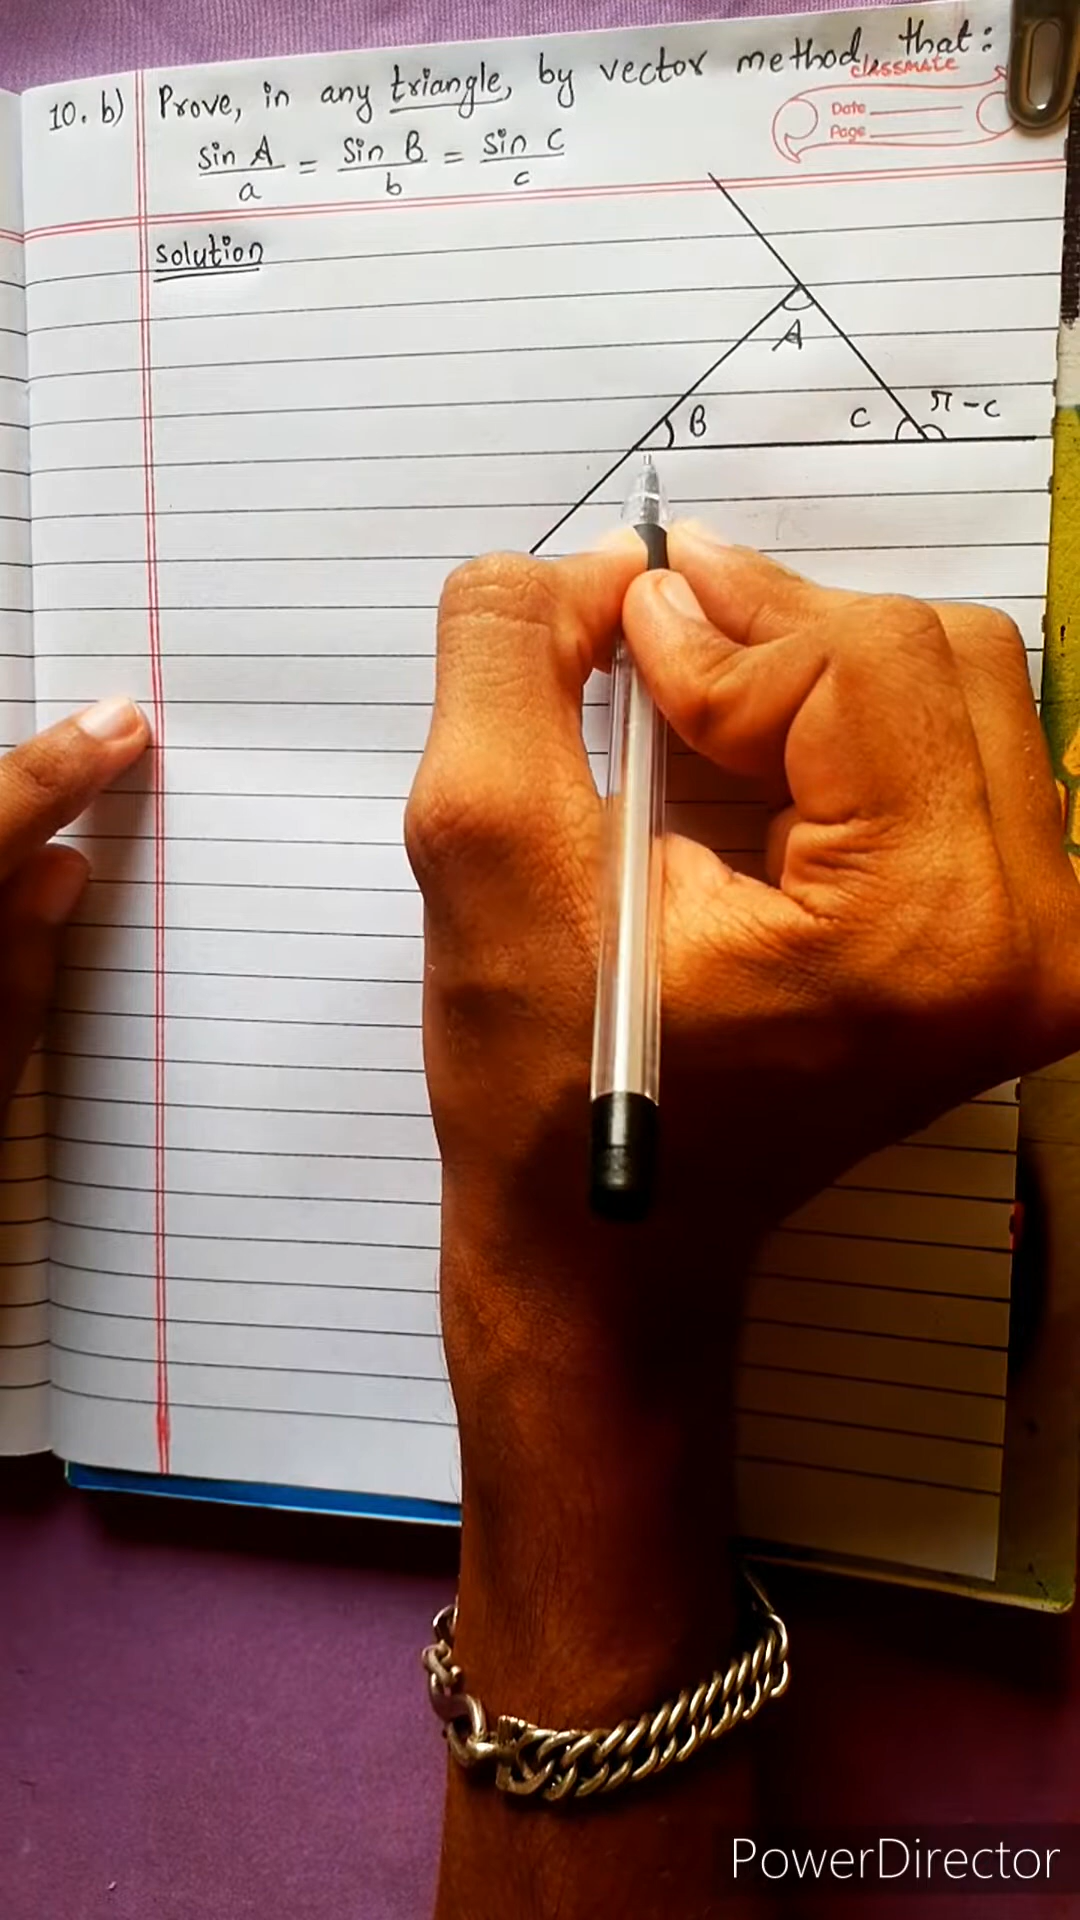 10. b) Prove, in any triangle, by vector method, that:
sin A / a = sin B / b = sin C / c
classmate
Date
Page
solution
A
B
C
π - c
PowerDirector